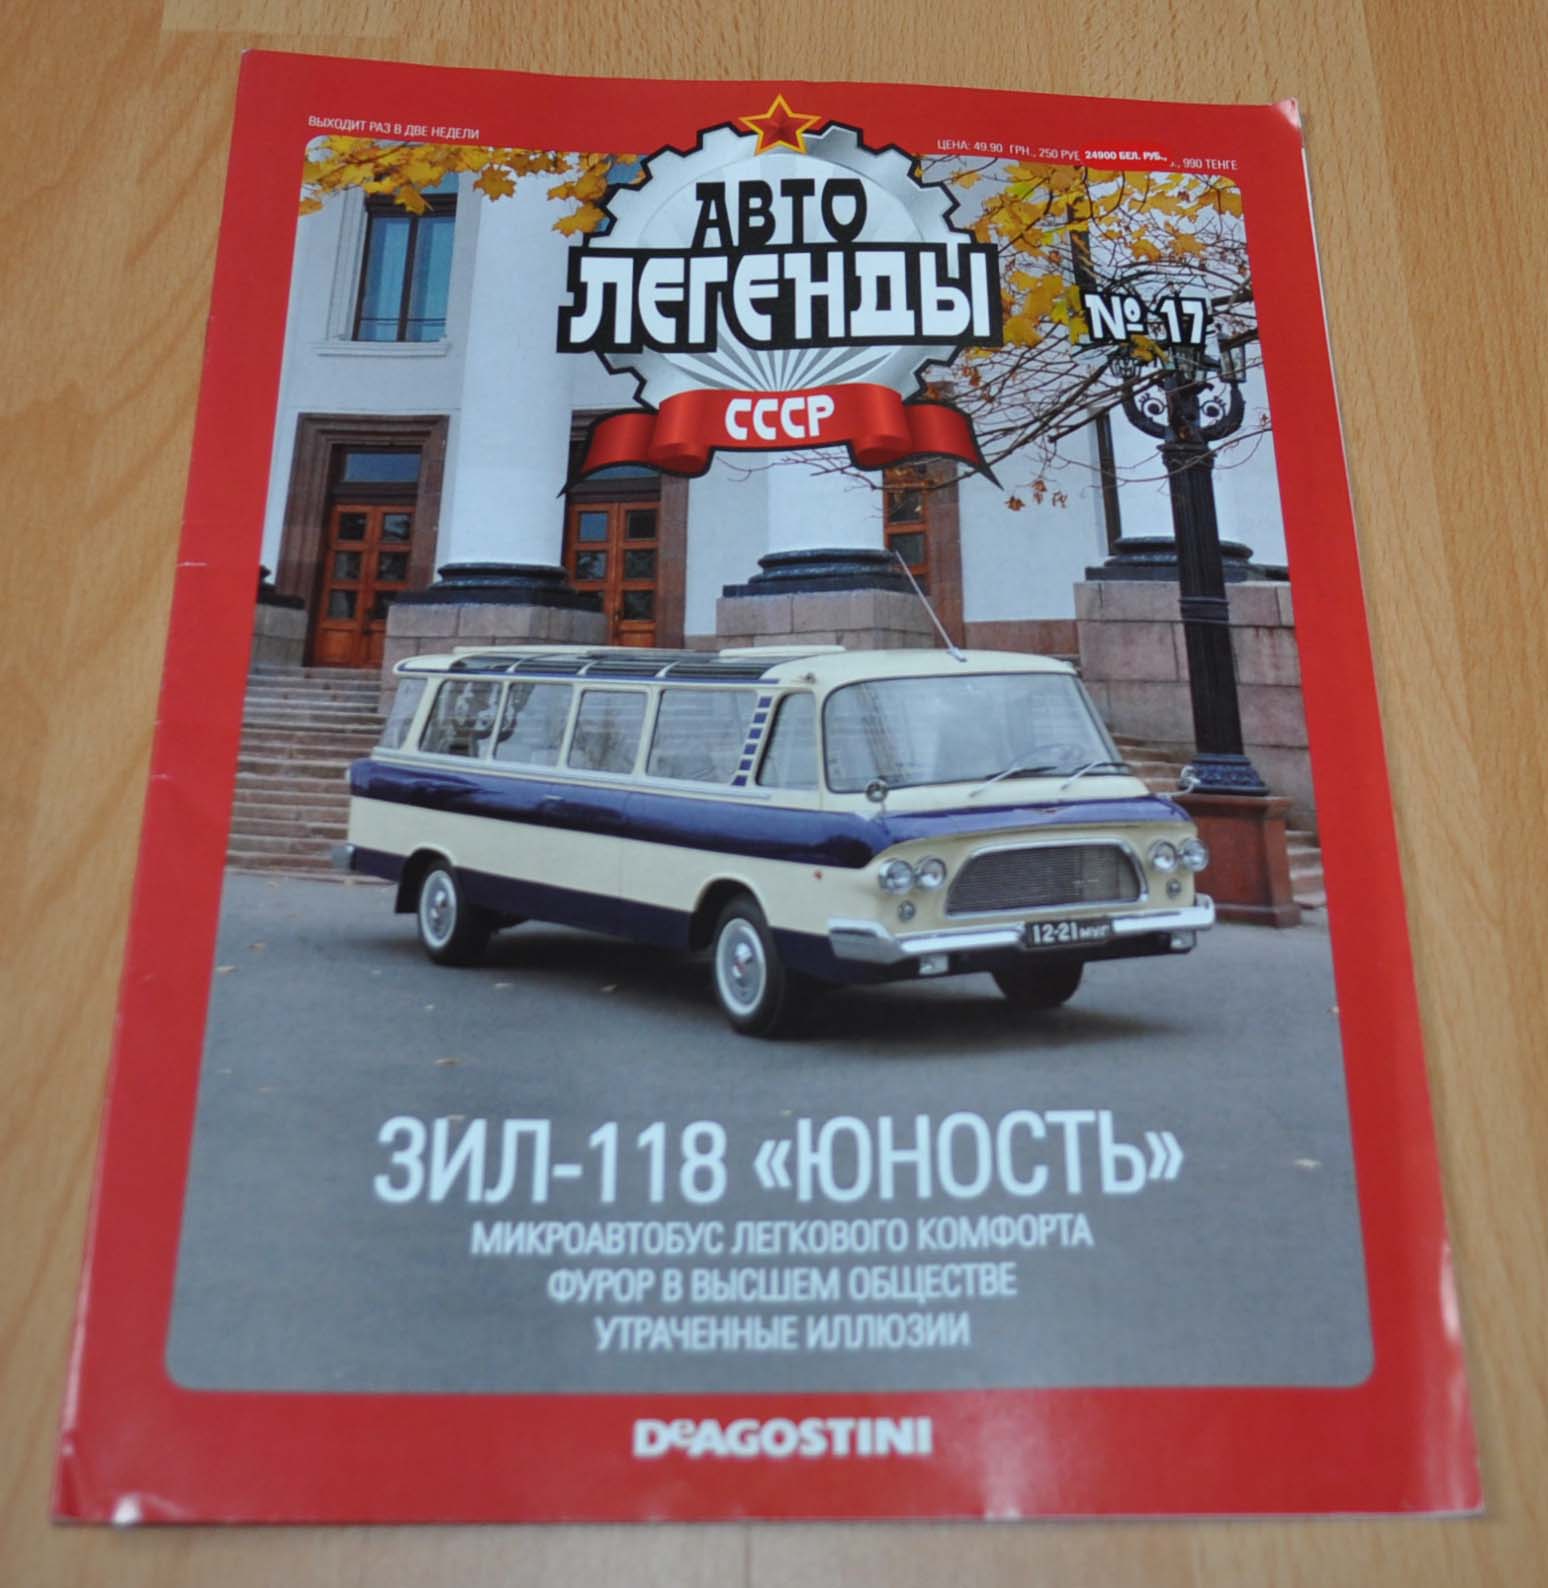 ВЫХОДИТ РАЗ В ДВЕ НЕДЕЛИ
ЦЕНА: 49.90 ГРН., 250 РУБ 24900 БЕЛ. РУБ., 990 ТЕНГЕ
АВТО
ЛЕГЕНДЫ
СССР
№ 17
12-21
ЗИЛ-118 «ЮНОСТЬ»
МИКРОАВТОБУС ЛЕГКОВОГО КОМФОРТА
ФУРОР В ВЫСШЕМ ОБЩЕСТВЕ
УТРАЧЕННЫЕ ИЛЛЮЗИИ
DeAGOSTINI